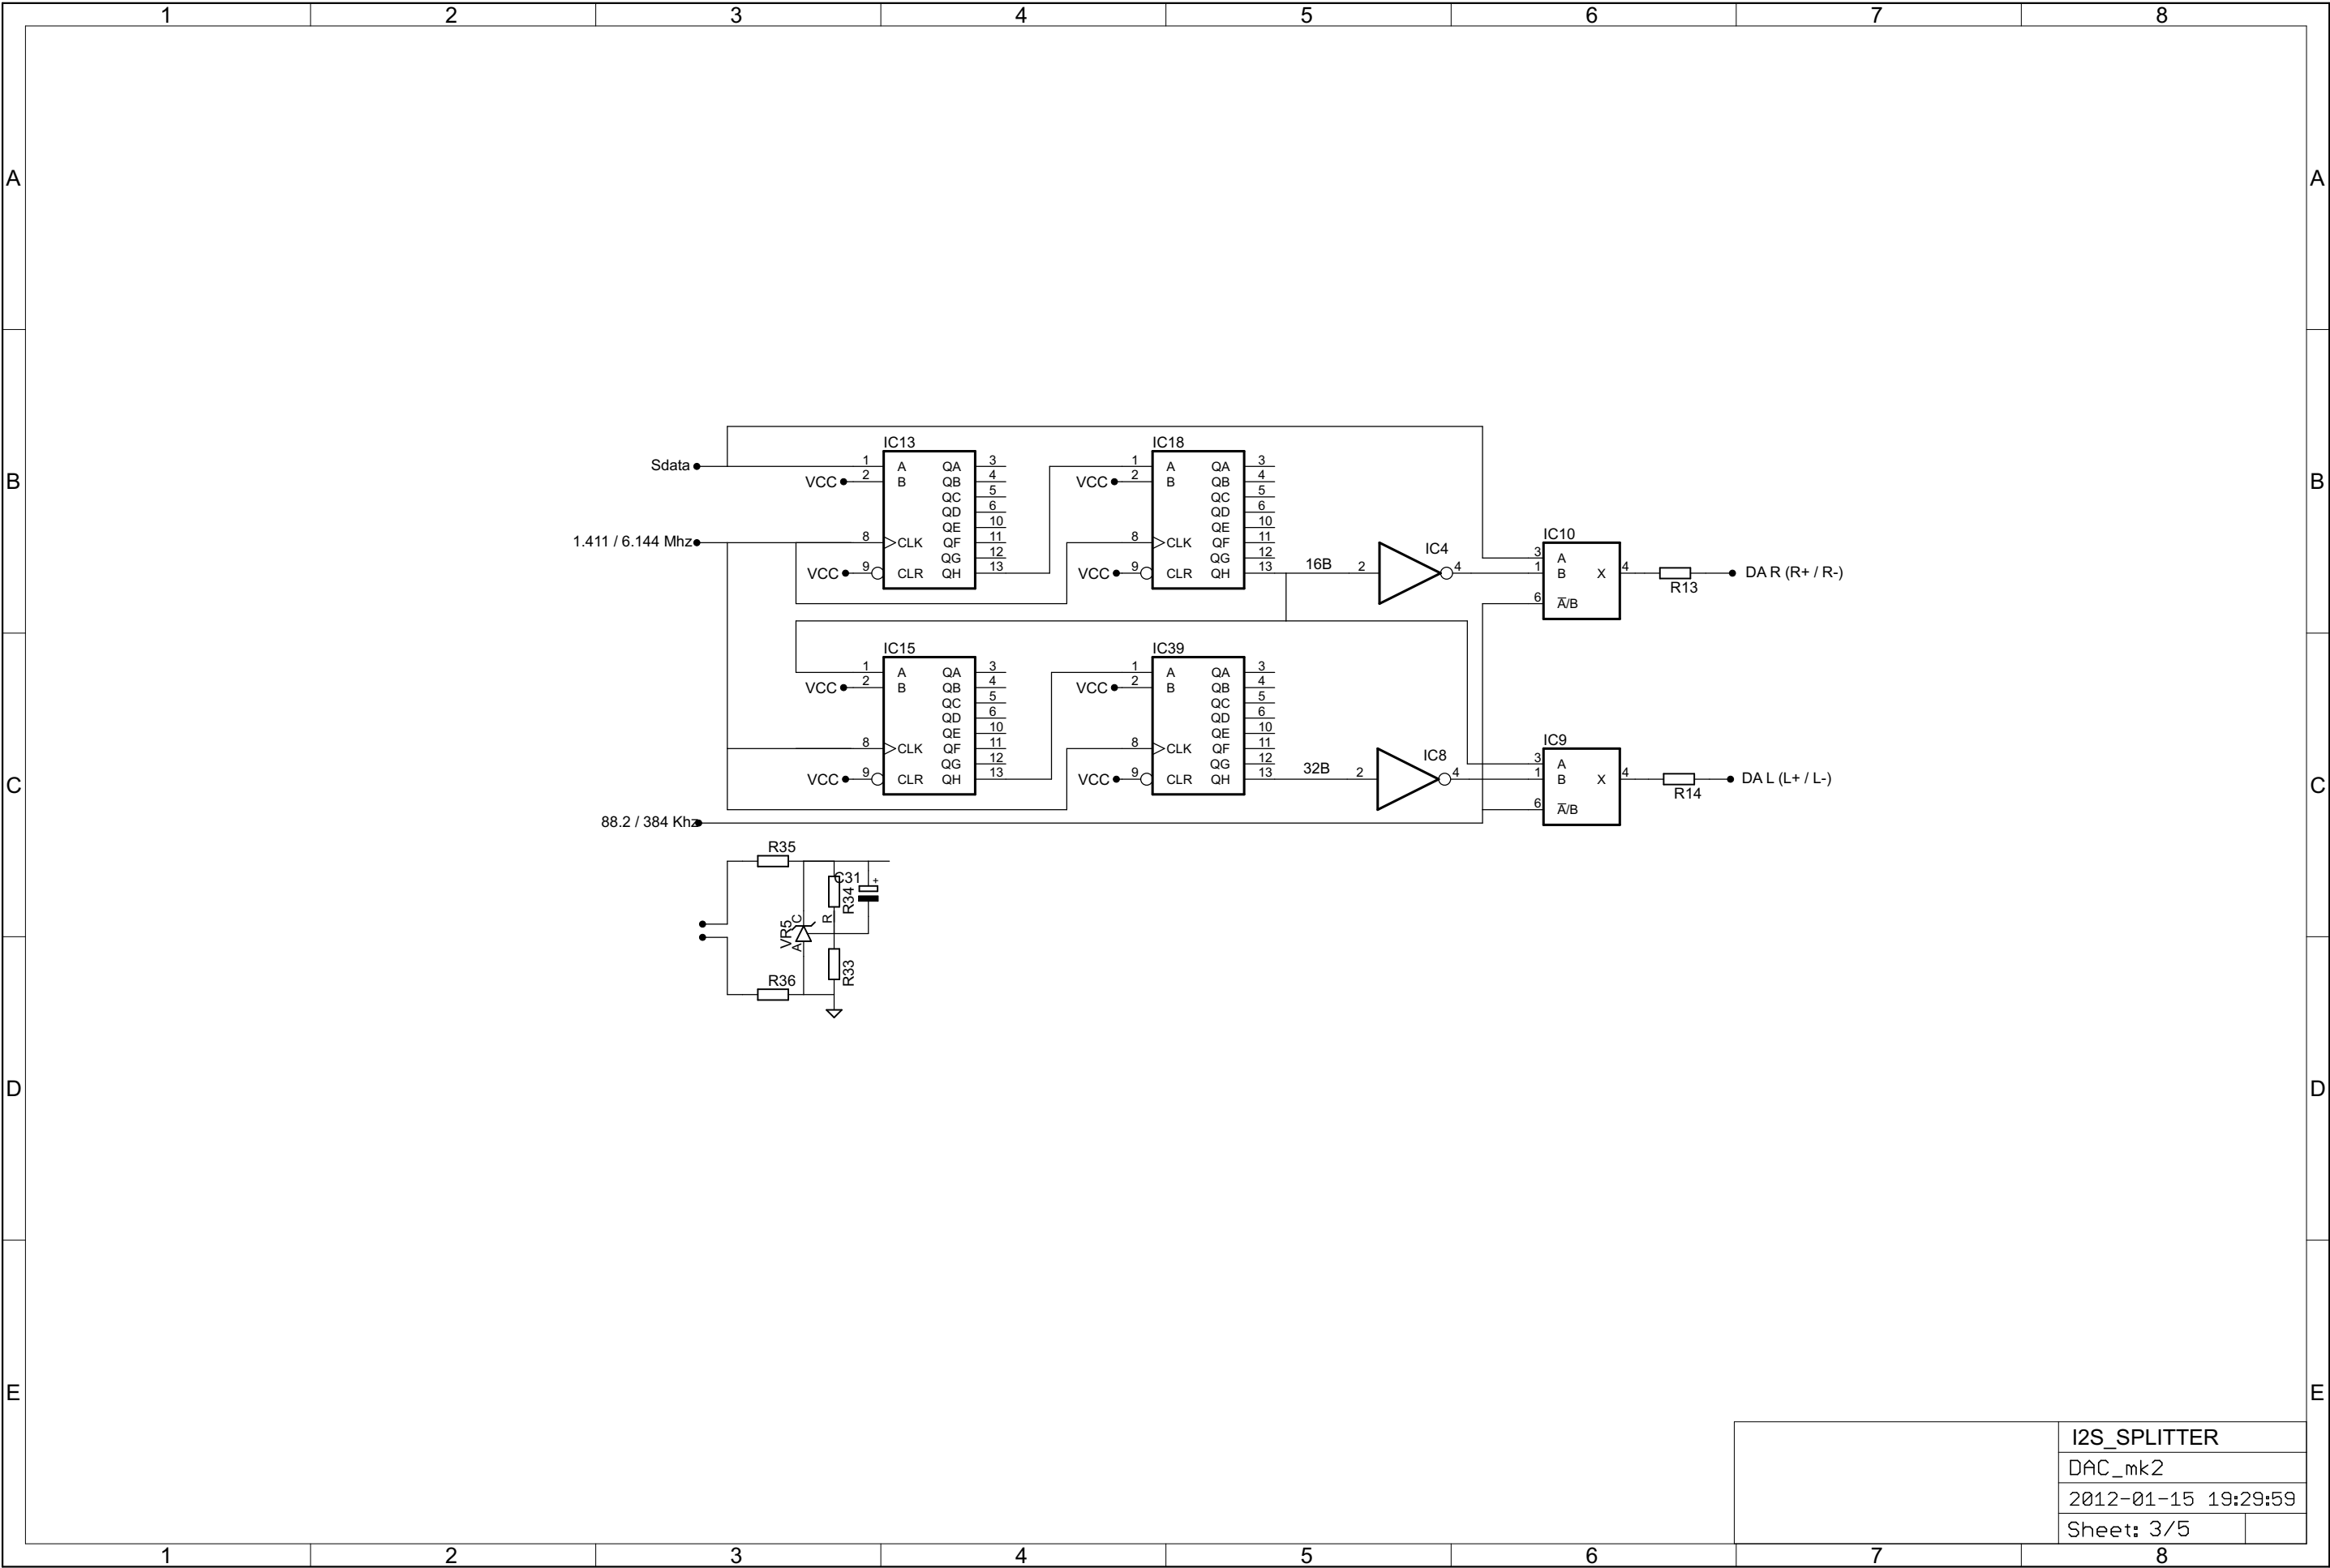 1 2 3 4 5 6 7 8
A A
B B
C C
D D
E E
IC13
Sdata
1 A QA 3
VCC 2 B QB 4
QC 5
QD 6
QE 10
1.411 / 6.144 Mhz 8 CLK QF 11
QG 12
VCC 9 CLR QH 13
IC18
1 A QA 3
VCC 2 B QB 4
QC 5
QD 6
QE 10
8 CLK QF 11
QG 12
VCC 9 CLR QH 13
16B 2 IC4 4
IC10
3 A
1 B X 4
6 A̅/B
R13
DA R (R+ / R-)
IC15
1 A QA 3
VCC 2 B QB 4
QC 5
QD 6
QE 10
8 CLK QF 11
QG 12
VCC 9 CLR QH 13
IC39
1 A QA 3
VCC 2 B QB 4
QC 5
QD 6
QE 10
8 CLK QF 11
QG 12
VCC 9 CLR QH 13
32B 2 IC8 4
IC9
3 A
1 B X 4
6 A̅/B
R14
DA L (L+ / L-)
88.2 / 384 Khz
R35
C31 +
R34
VR5 C R
A
R33
R36
I2S_SPLITTER
DAC_mk2
2012-01-15 19:29:59
Sheet: 3/5
1 2 3 4 5 6 7 8